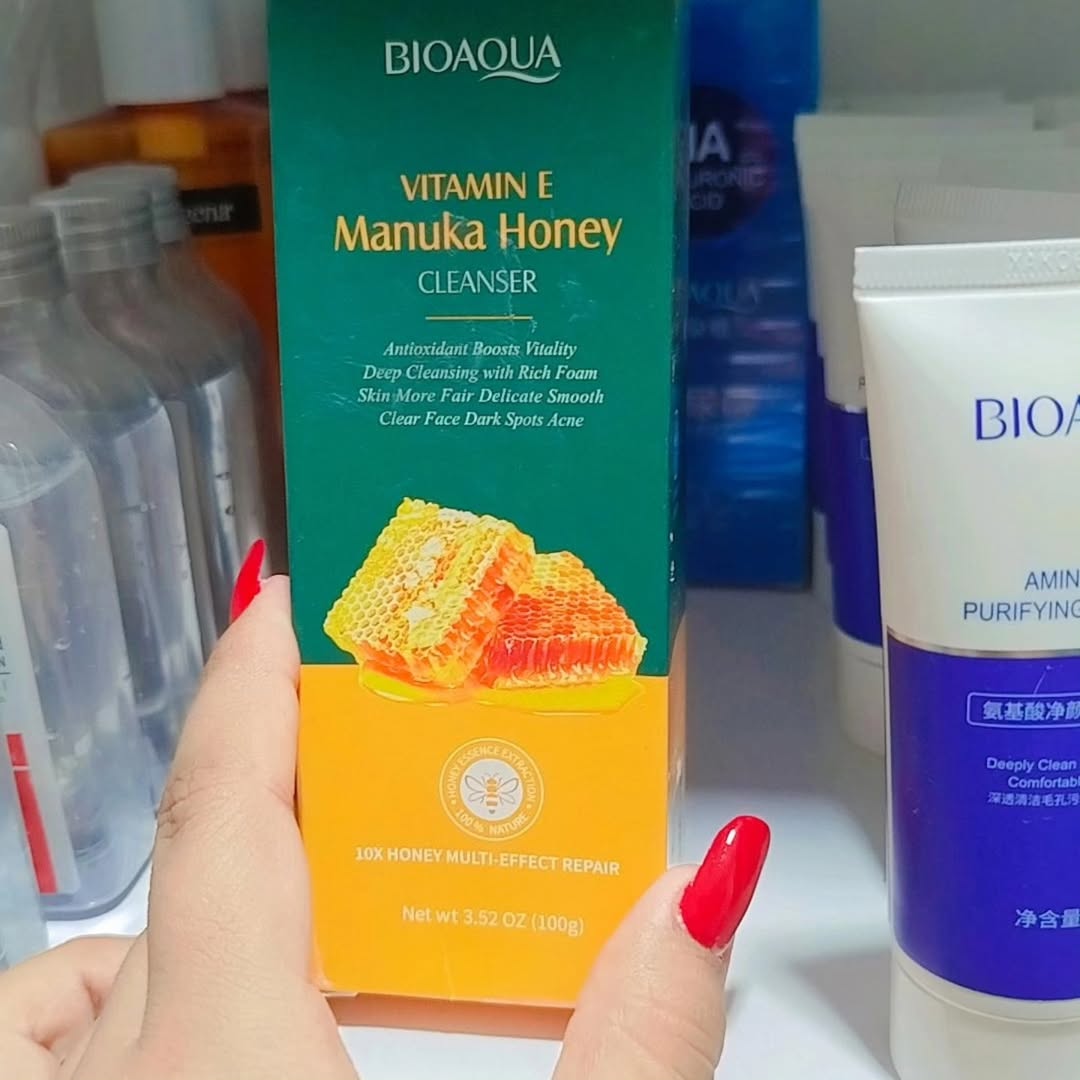 BIOAQUA
VITAMIN E
Manuka Honey
CLEANSER
Antioxidant Boosts Vitality
Deep Cleansing with Rich Foam
Skin More Fair Delicate Smooth
Clear Face Dark Spots Acne
HONEY ESSENCE EXTRACTION
100% NATURE
10X HONEY MULTI-EFFECT REPAIR
Net wt 3.52 OZ (100g)
BIOA
AMIN
PURIFYING
氨基酸净颜
Deeply Clean
Comfortabl
深透清洁毛孔污
净含量